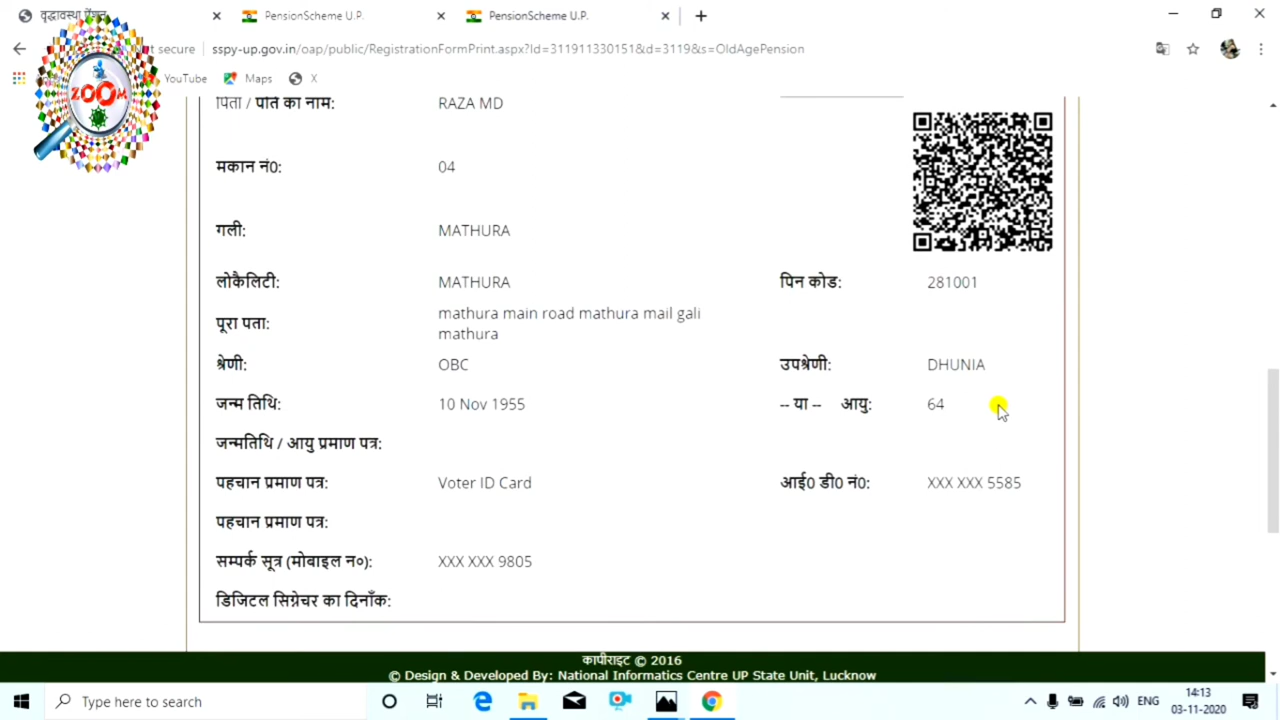 वृद्धावस्था पेंशन
PensionScheme U.P.
PensionScheme U.P.
secure
sspy-up.gov.in/oap/public/RegistrationFormPrint.aspx?Id=311911330151&d=3119&s=OldAgePension
YouTube
Maps
X
ZOOM
पिता / पति का नाम: RAZA MD
मकान नं0: 04
गली: MATHURA
लोकैलिटी: MATHURA पिन कोड: 281001
पूरा पता: mathura main road mathura mail gali
mathura
श्रेणी: OBC उपश्रेणी: DHUNIA
जन्म तिथि: 10 Nov 1955 -- या -- आयु: 64
जन्मतिथि / आयु प्रमाण पत्र:
पहचान प्रमाण पत्र: Voter ID Card आई0 डी0 नं0: XXX XXX 5585
पहचान प्रमाण पत्र:
सम्पर्क सूत्र (मोबाइल न०): XXX XXX 9805
डिजिटल सिग्नेचर का दिनाँक:
कापीराइट © 2016
© Design & Developed By: National Informatics Centre UP State Unit, Lucknow
Type here to search
ENG
14:13
03-11-2020